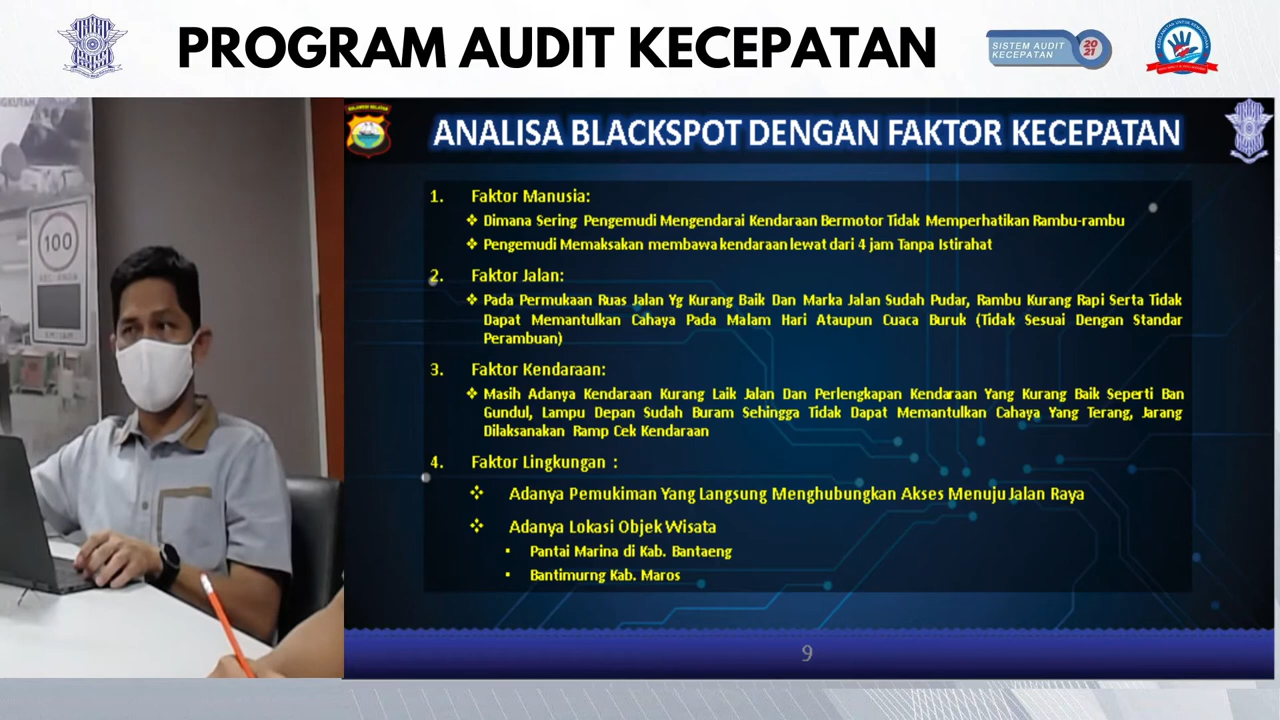 PROGRAM AUDIT KECEPATAN
SISTEM AUDIT
KECEPATAN
20
21
GKUTAN
100
SULAWESI SELATAN
ANALISA BLACKSPOT DENGAN FAKTOR KECEPATAN
1. Faktor Manusia:
❖ Dimana Sering Pengemudi Mengendarai Kendaraan Bermotor Tidak Memperhatikan Rambu-rambu
❖ Pengemudi Memaksakan membawa kendaraan lewat dari 4 jam Tanpa Istirahat
2. Faktor Jalan:
❖ Pada Permukaan Ruas Jalan Yg Kurang Baik Dan Marka Jalan Sudah Pudar, Rambu Kurang Rapi Serta Tidak
Dapat Memantulkan Cahaya Pada Malam Hari Ataupun Cuaca Buruk (Tidak Sesuai Dengan Standar
Perambuan)
3. Faktor Kendaraan:
❖ Masih Adanya Kendaraan Kurang Laik Jalan Dan Perlengkapan Kendaraan Yang Kurang Baik Seperti Ban
Gundul, Lampu Depan Sudah Buram Sehingga Tidak Dapat Memantulkan Cahaya Yang Terang, Jarang
Dilaksanakan Ramp Cek Kendaraan
4. Faktor Lingkungan :
❖ Adanya Pemukiman Yang Langsung Menghubungkan Akses Menuju Jalan Raya
❖ Adanya Lokasi Objek Wisata
▪ Pantai Marina di Kab. Bantaeng
▪ Bantimurng Kab. Maros
9